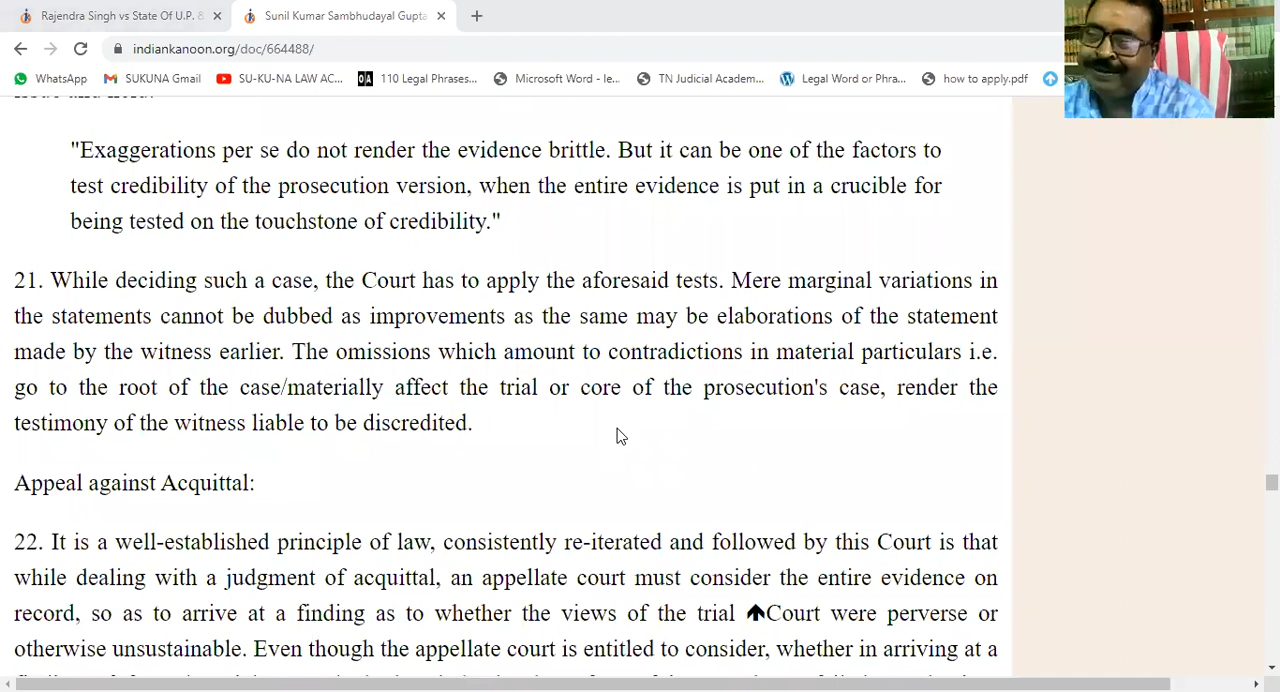 Rajendra Singh vs State Of U.P. &
Sunil Kumar Sambhudayal Gupta
indiankanoon.org/doc/664488/
WhatsApp
SUKUNA Gmail
SU-KU-NA LAW AC...
OA
110 Legal Phrases...
Microsoft Word - le...
TN Judicial Academ...
Legal Word or Phra...
how to apply.pdf
"Exaggerations per se do not render the evidence brittle. But it can be one of the factors to
test credibility of the prosecution version, when the entire evidence is put in a crucible for
being tested on the touchstone of credibility."
21. While deciding such a case, the Court has to apply the aforesaid tests. Mere marginal variations in
the statements cannot be dubbed as improvements as the same may be elaborations of the statement
made by the witness earlier. The omissions which amount to contradictions in material particulars i.e.
go to the root of the case/materially affect the trial or core of the prosecution's case, render the
testimony of the witness liable to be discredited.
Appeal against Acquittal:
22. It is a well-established principle of law, consistently re-iterated and followed by this Court is that
while dealing with a judgment of acquittal, an appellate court must consider the entire evidence on
record, so as to arrive at a finding as to whether the views of the trial Court were perverse or
otherwise unsustainable. Even though the appellate court is entitled to consider, whether in arriving at a